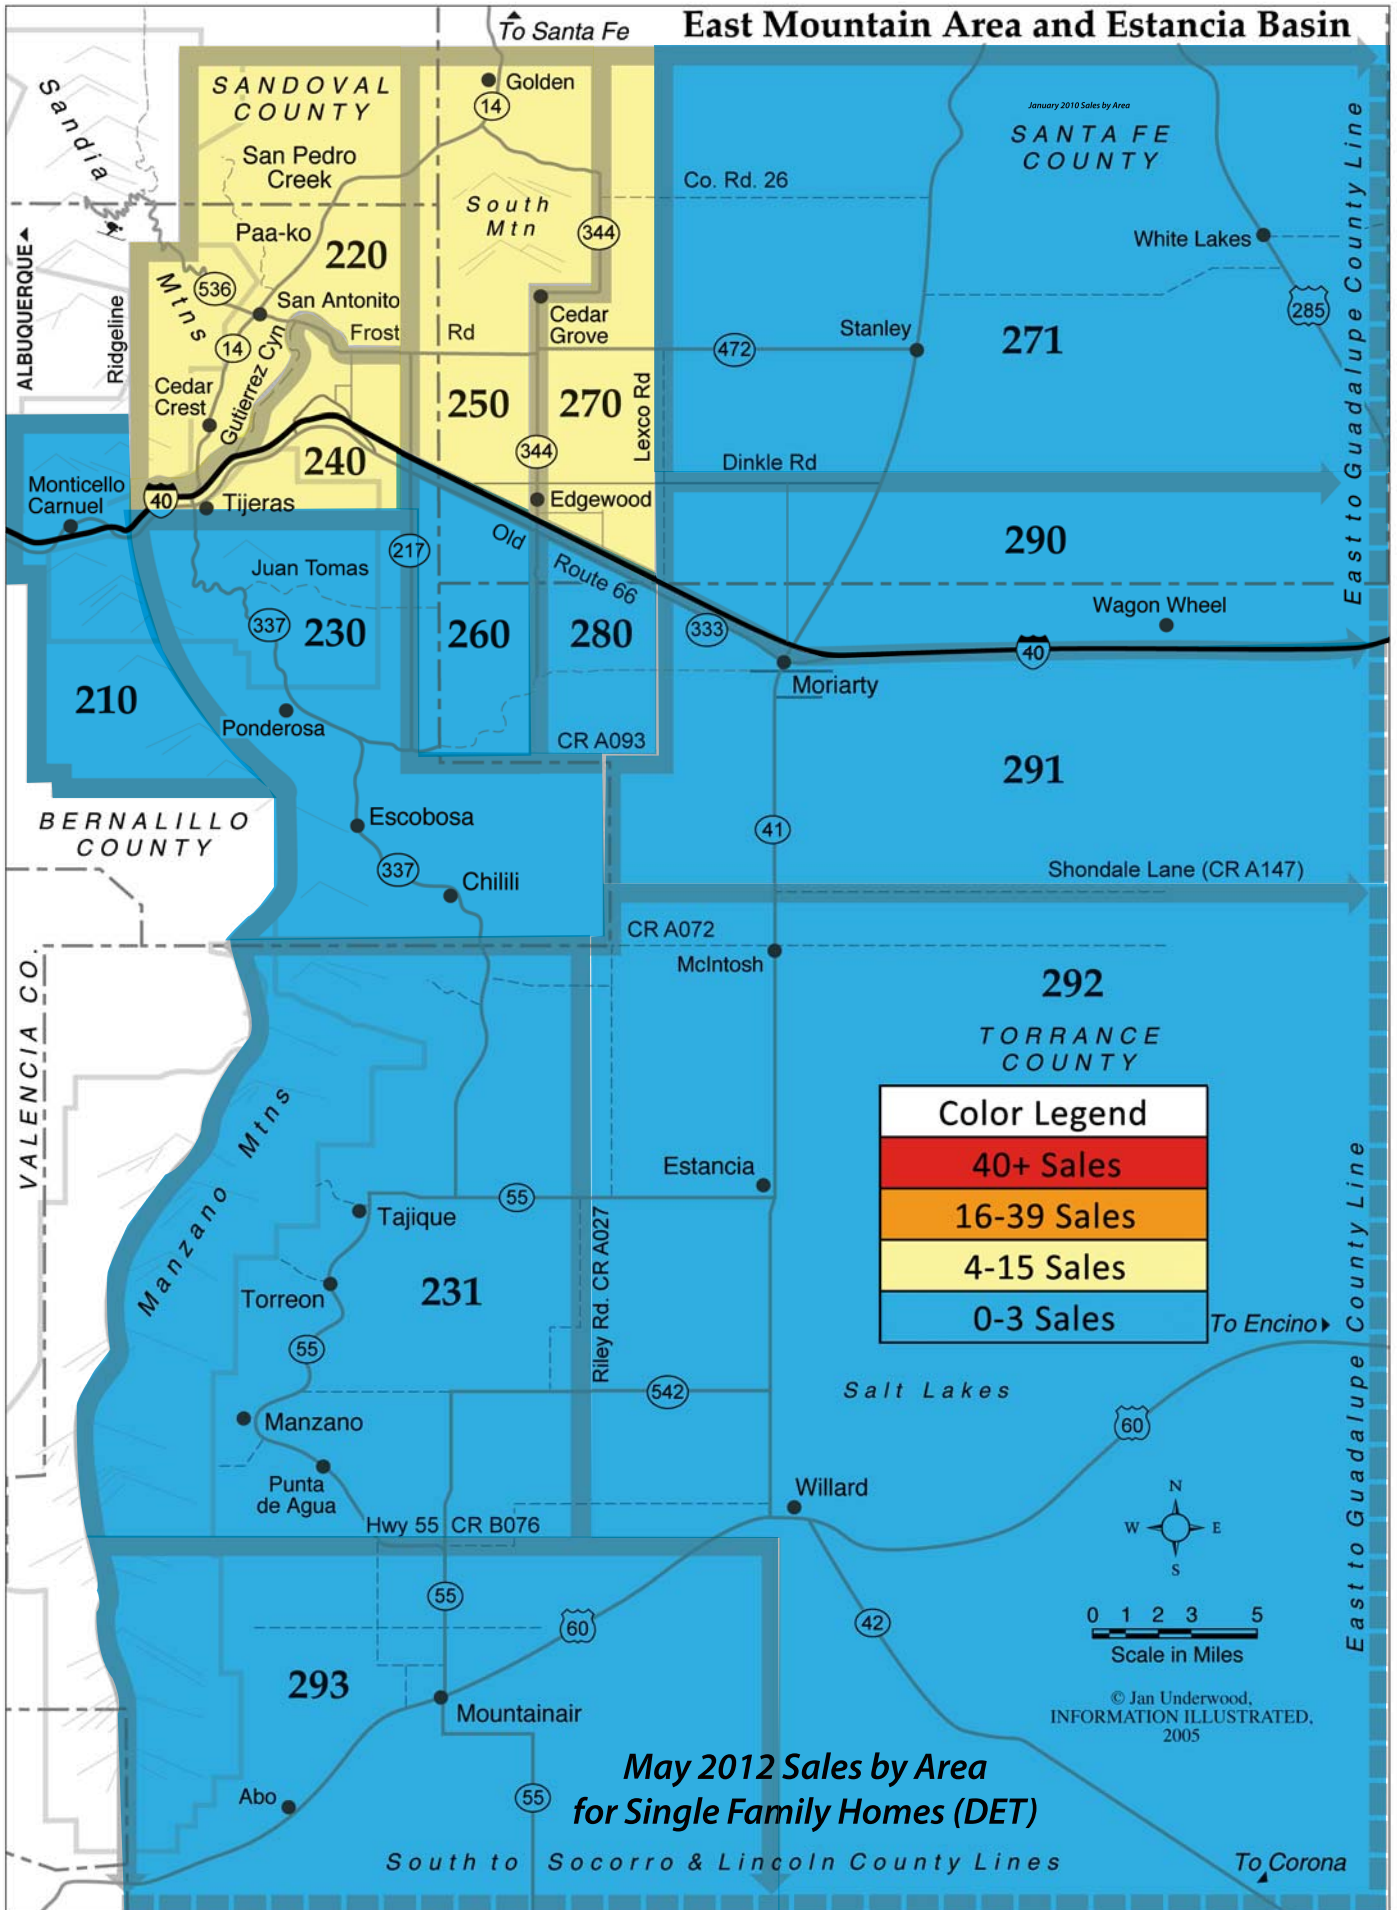 East Mountain Area and Estancia Basin
To Santa Fe
January 2010 Sales by Area
SANDOVAL
COUNTY
Golden
14
SANTA FE
COUNTY
Sandia
Mtns
San Pedro
Creek
Co. Rd. 26
South
Mtn
344
Paa-ko
220
White Lakes
ALBUQUERQUE
Ridgeline
536
San Antonito
Cedar
Grove
285
East to Guadalupe County Line
14
Frost
Rd
472
Stanley
271
Gutierrez Cyn
Cedar
Crest
250
270
Lexco Rd
344
240
Dinkle Rd
Monticello
Carnuel
40
Tijeras
Edgewood
Old
Route 66
290
217
Juan Tomas
Wagon Wheel
337
230
260
280
333
40
210
Moriarty
Ponderosa
CR A093
291
BERNALILLO
COUNTY
Escobosa
41
337
Chilili
Shondale Lane (CR A147)
CR A072
McIntosh
VALENCIA CO.
292
TORRANCE
COUNTY
Manzano Mtns
Color Legend
40+ Sales
16-39 Sales
4-15 Sales
0-3 Sales
Estancia
55
Tajique
Riley Rd. CR A027
231
Torreon
55
To Encino
East to Guadalupe County Line
542
Salt Lakes
60
Manzano
Punta
de Agua
Willard
N
W
E
S
Hwy 55
CR B076
55
60
42
0 1 2 3 5
Scale in Miles
293
Mountainair
© Jan Underwood,
INFORMATION ILLUSTRATED,
2005
May 2012 Sales by Area
for Single Family Homes (DET)
Abo
55
South to Socorro & Lincoln County Lines
To Corona